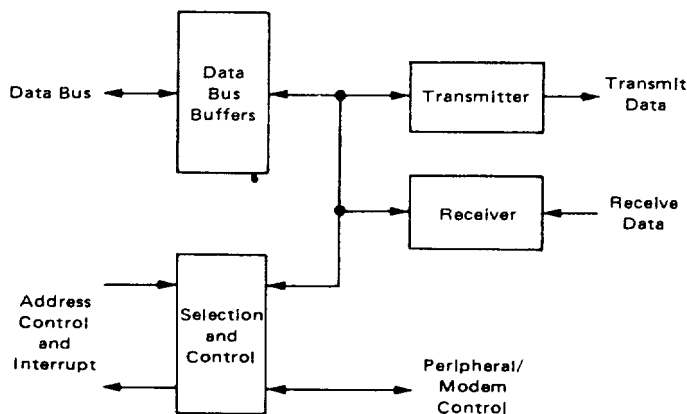 Data Bus
Data
Bus
Buffers
Transmitter
Transmit
Data
Receiver
Receive
Data
Address
Control
and
Interrupt
Selection
and
Control
Peripheral/
Modem
Control